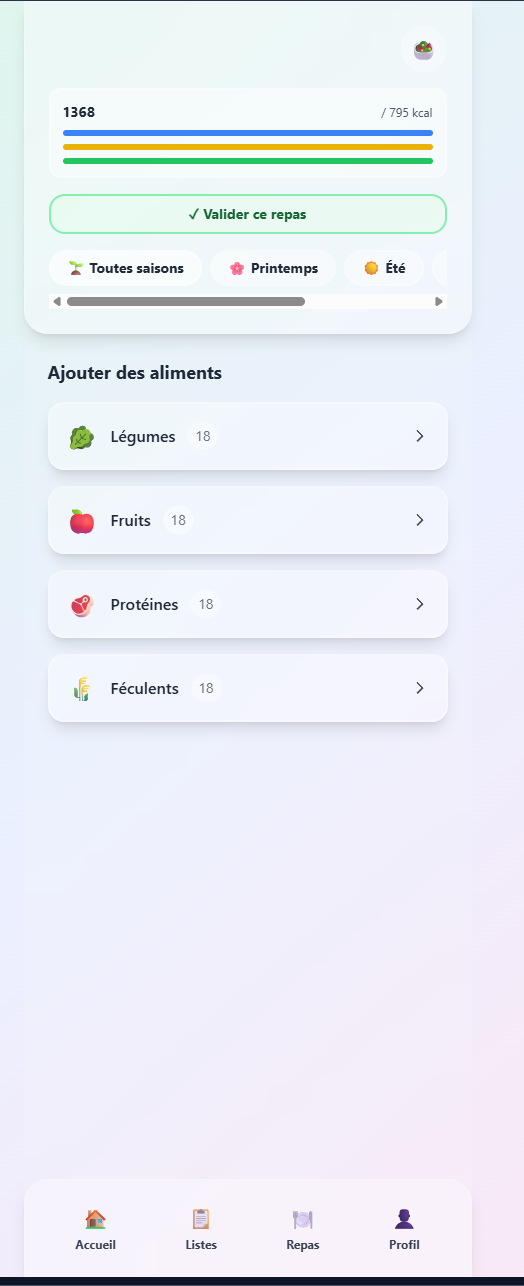 1368 / 795 kcal
✓ Valider ce repas
Toutes saisons Printemps Été
Ajouter des aliments
Légumes 18
Fruits 18
Protéines 18
Féculents 18
Accueil Listes Repas Profil